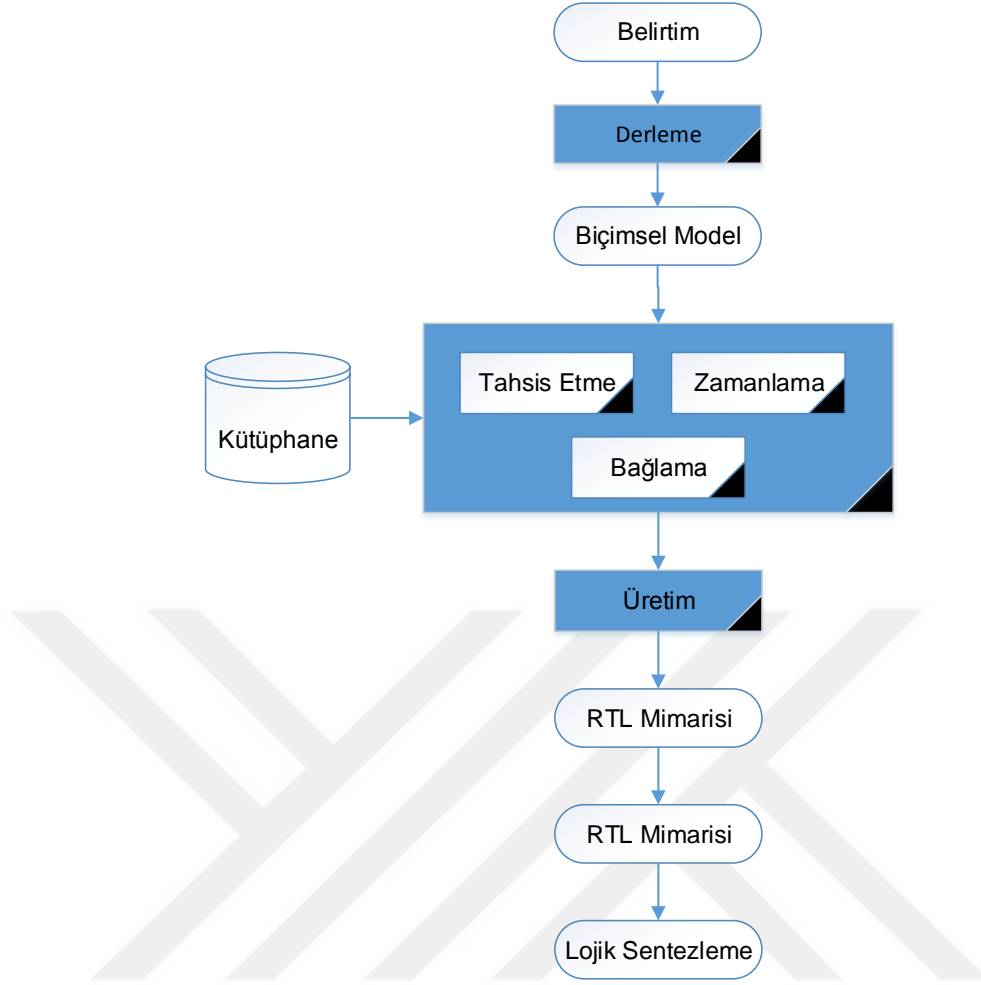 Belirtim
Derleme
Biçimsel Model
Tahsis Etme
Zamanlama
Kütüphane
Bağlama
Üretim
RTL Mimarisi
RTL Mimarisi
Lojik Sentezleme